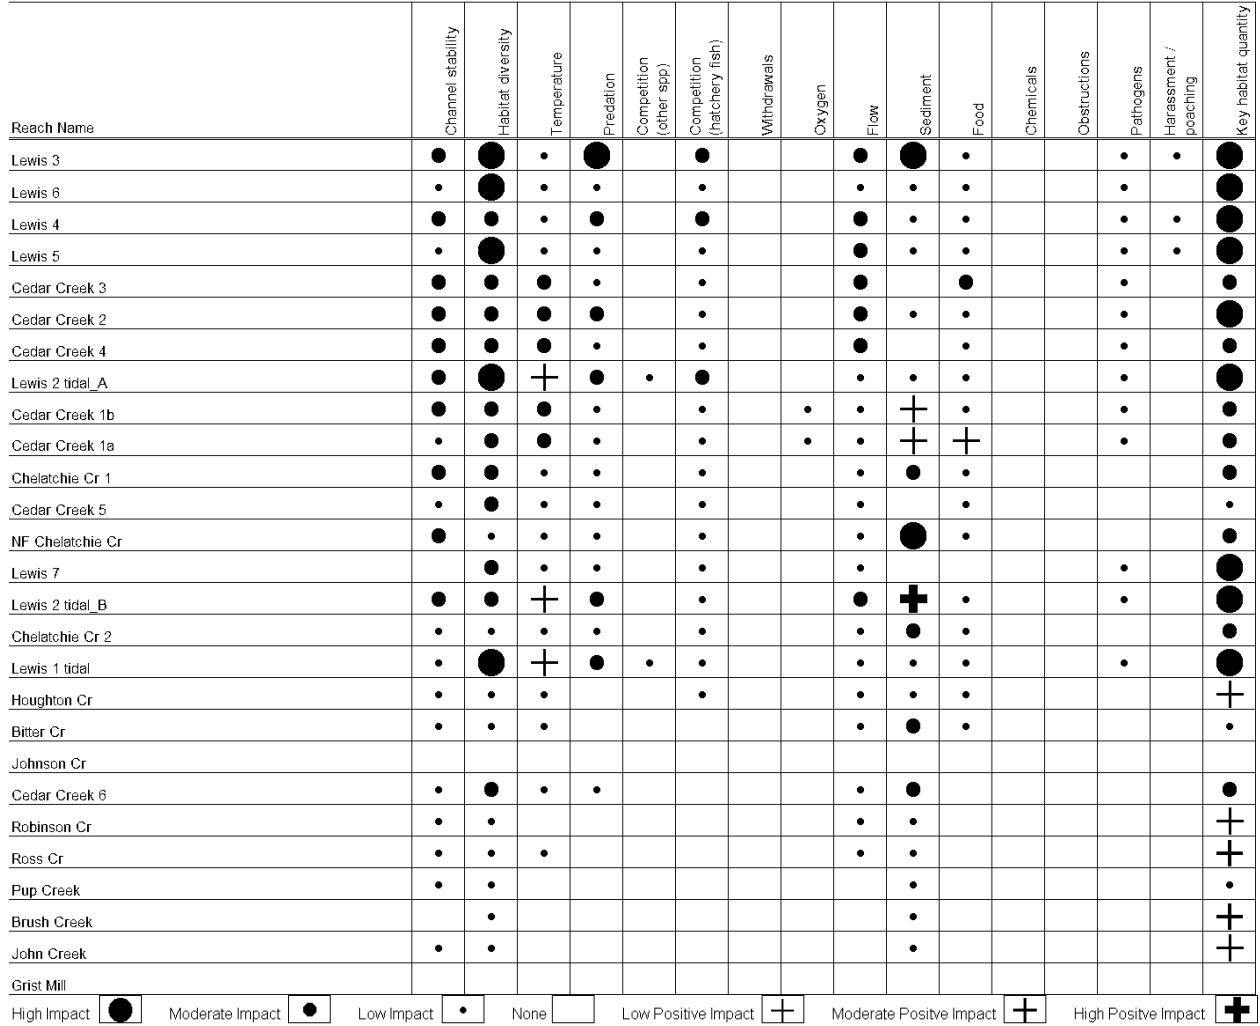 Reach Name
Channel stability
Habitat diversity
Temperature
Predation
Competition
(other spp)
Competition
(hatchery fish)
Withdrawals
Oxygen
Flow
Sediment
Food
Chemicals
Obstructions
Pathogens
Harassment /
poaching
Key habitat quantity
Lewis 3
Lewis 6
Lewis 4
Lewis 5
Cedar Creek 3
Cedar Creek 2
Cedar Creek 4
Lewis 2 tidal_A
Cedar Creek 1b
Cedar Creek 1a
Chelatchie Cr 1
Cedar Creek 5
NF Chelatchie Cr
Lewis 7
Lewis 2 tidal_B
Chelatchie Cr 2
Lewis 1 tidal
Houghton Cr
Bitter Cr
Johnson Cr
Cedar Creek 6
Robinson Cr
Ross Cr
Pup Creek
Brush Creek
John Creek
Grist Mill
High Impact Moderate Impact Low Impact None Low Positive Impact Moderate Positve Impact High Positve Impact